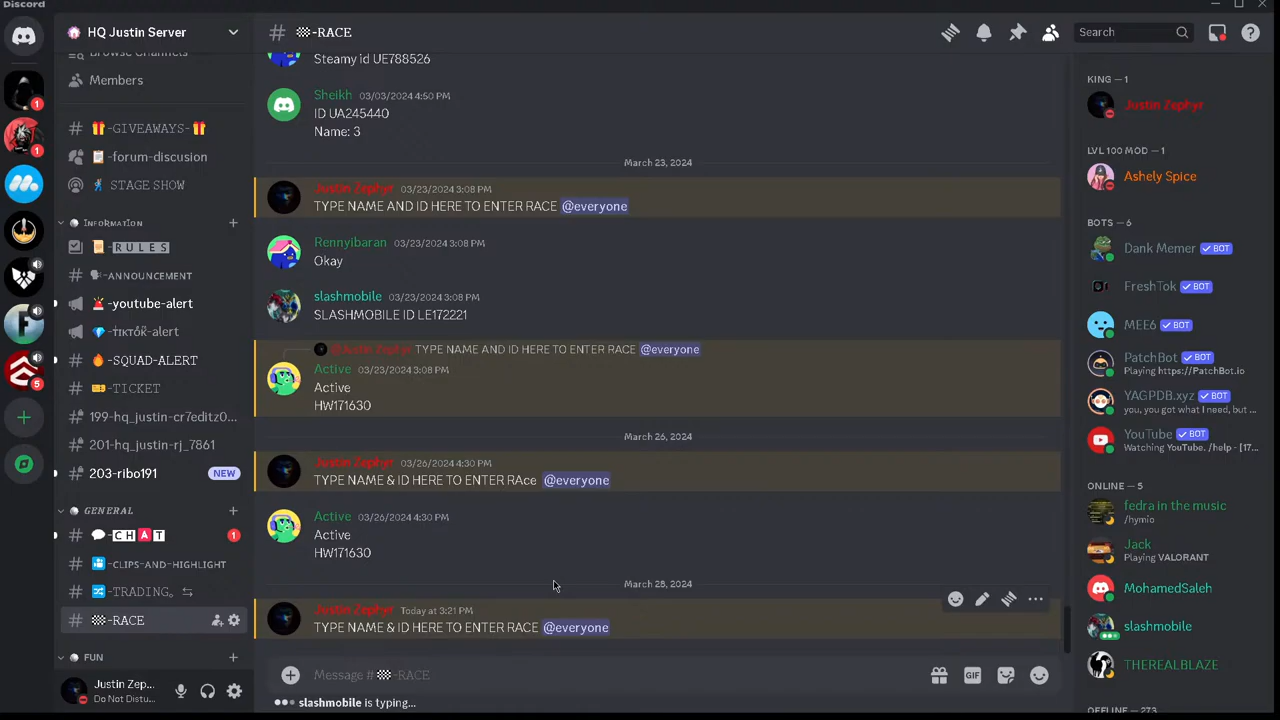 Discord
HQ Justin Server
Browse Channels
Members
-GIVEAWAYS-
-forum-discusion
STAGE SHOW
INFORMATION
-RULES
-ANNOUNCEMENT
-youtube-alert
-alert
-SQUAD-ALERT
-TICKET
199-hq_justin-cr7editz0...
201-hq_justin-rj_7861
203-ribo191 NEW
GENERAL
-CHAT 1
-CLIPS-AND-HIGHLIGHT
-TRADING。
-RACE
FUN
Justin Zep...
Do Not Distu...
1
1
5
-RACE
Steamy id UE788526
Sheikh 03/03/2024 4:50 PM
ID UA245440
Name: 3
March 23, 2024
Justin Zephyr 03/23/2024 3:08 PM
TYPE NAME AND ID HERE TO ENTER RACE @everyone
Rennyibaran 03/23/2024 3:08 PM
Okay
slashmobile 03/23/2024 3:08 PM
SLASHMOBILE ID LE172221
@Justin Zephyr TYPE NAME AND ID HERE TO ENTER RACE @everyone
Active 03/23/2024 3:08 PM
Active
HW171630
March 26, 2024
Justin Zephyr 03/26/2024 4:30 PM
TYPE NAME & ID HERE TO ENTER RAce @everyone
Active 03/26/2024 4:30 PM
Active
HW171630
March 28, 2024
Justin Zephyr Today at 3:21 PM
TYPE NAME & ID HERE TO ENTER RACE @everyone
Message # -RACE
GIF
slashmobile is typing...
Search
KING — 1
Justin Zephyr
LVL 100 MOD — 1
Ashely Spice
BOTS — 6
Dank Memer BOT
FreshTok BOT
MEE6 BOT
PatchBot BOT
Playing https://PatchBot.io
YAGPDB.xyz BOT
you, you got what I need, but ...
YouTube BOT
Watching YouTube. /help - [17...
ONLINE — 5
fedra in the music
/hymio
Jack
Playing VALORANT
MohamedSaleh
slashmobile
THEREALBLAZE
OFFLINE — 273